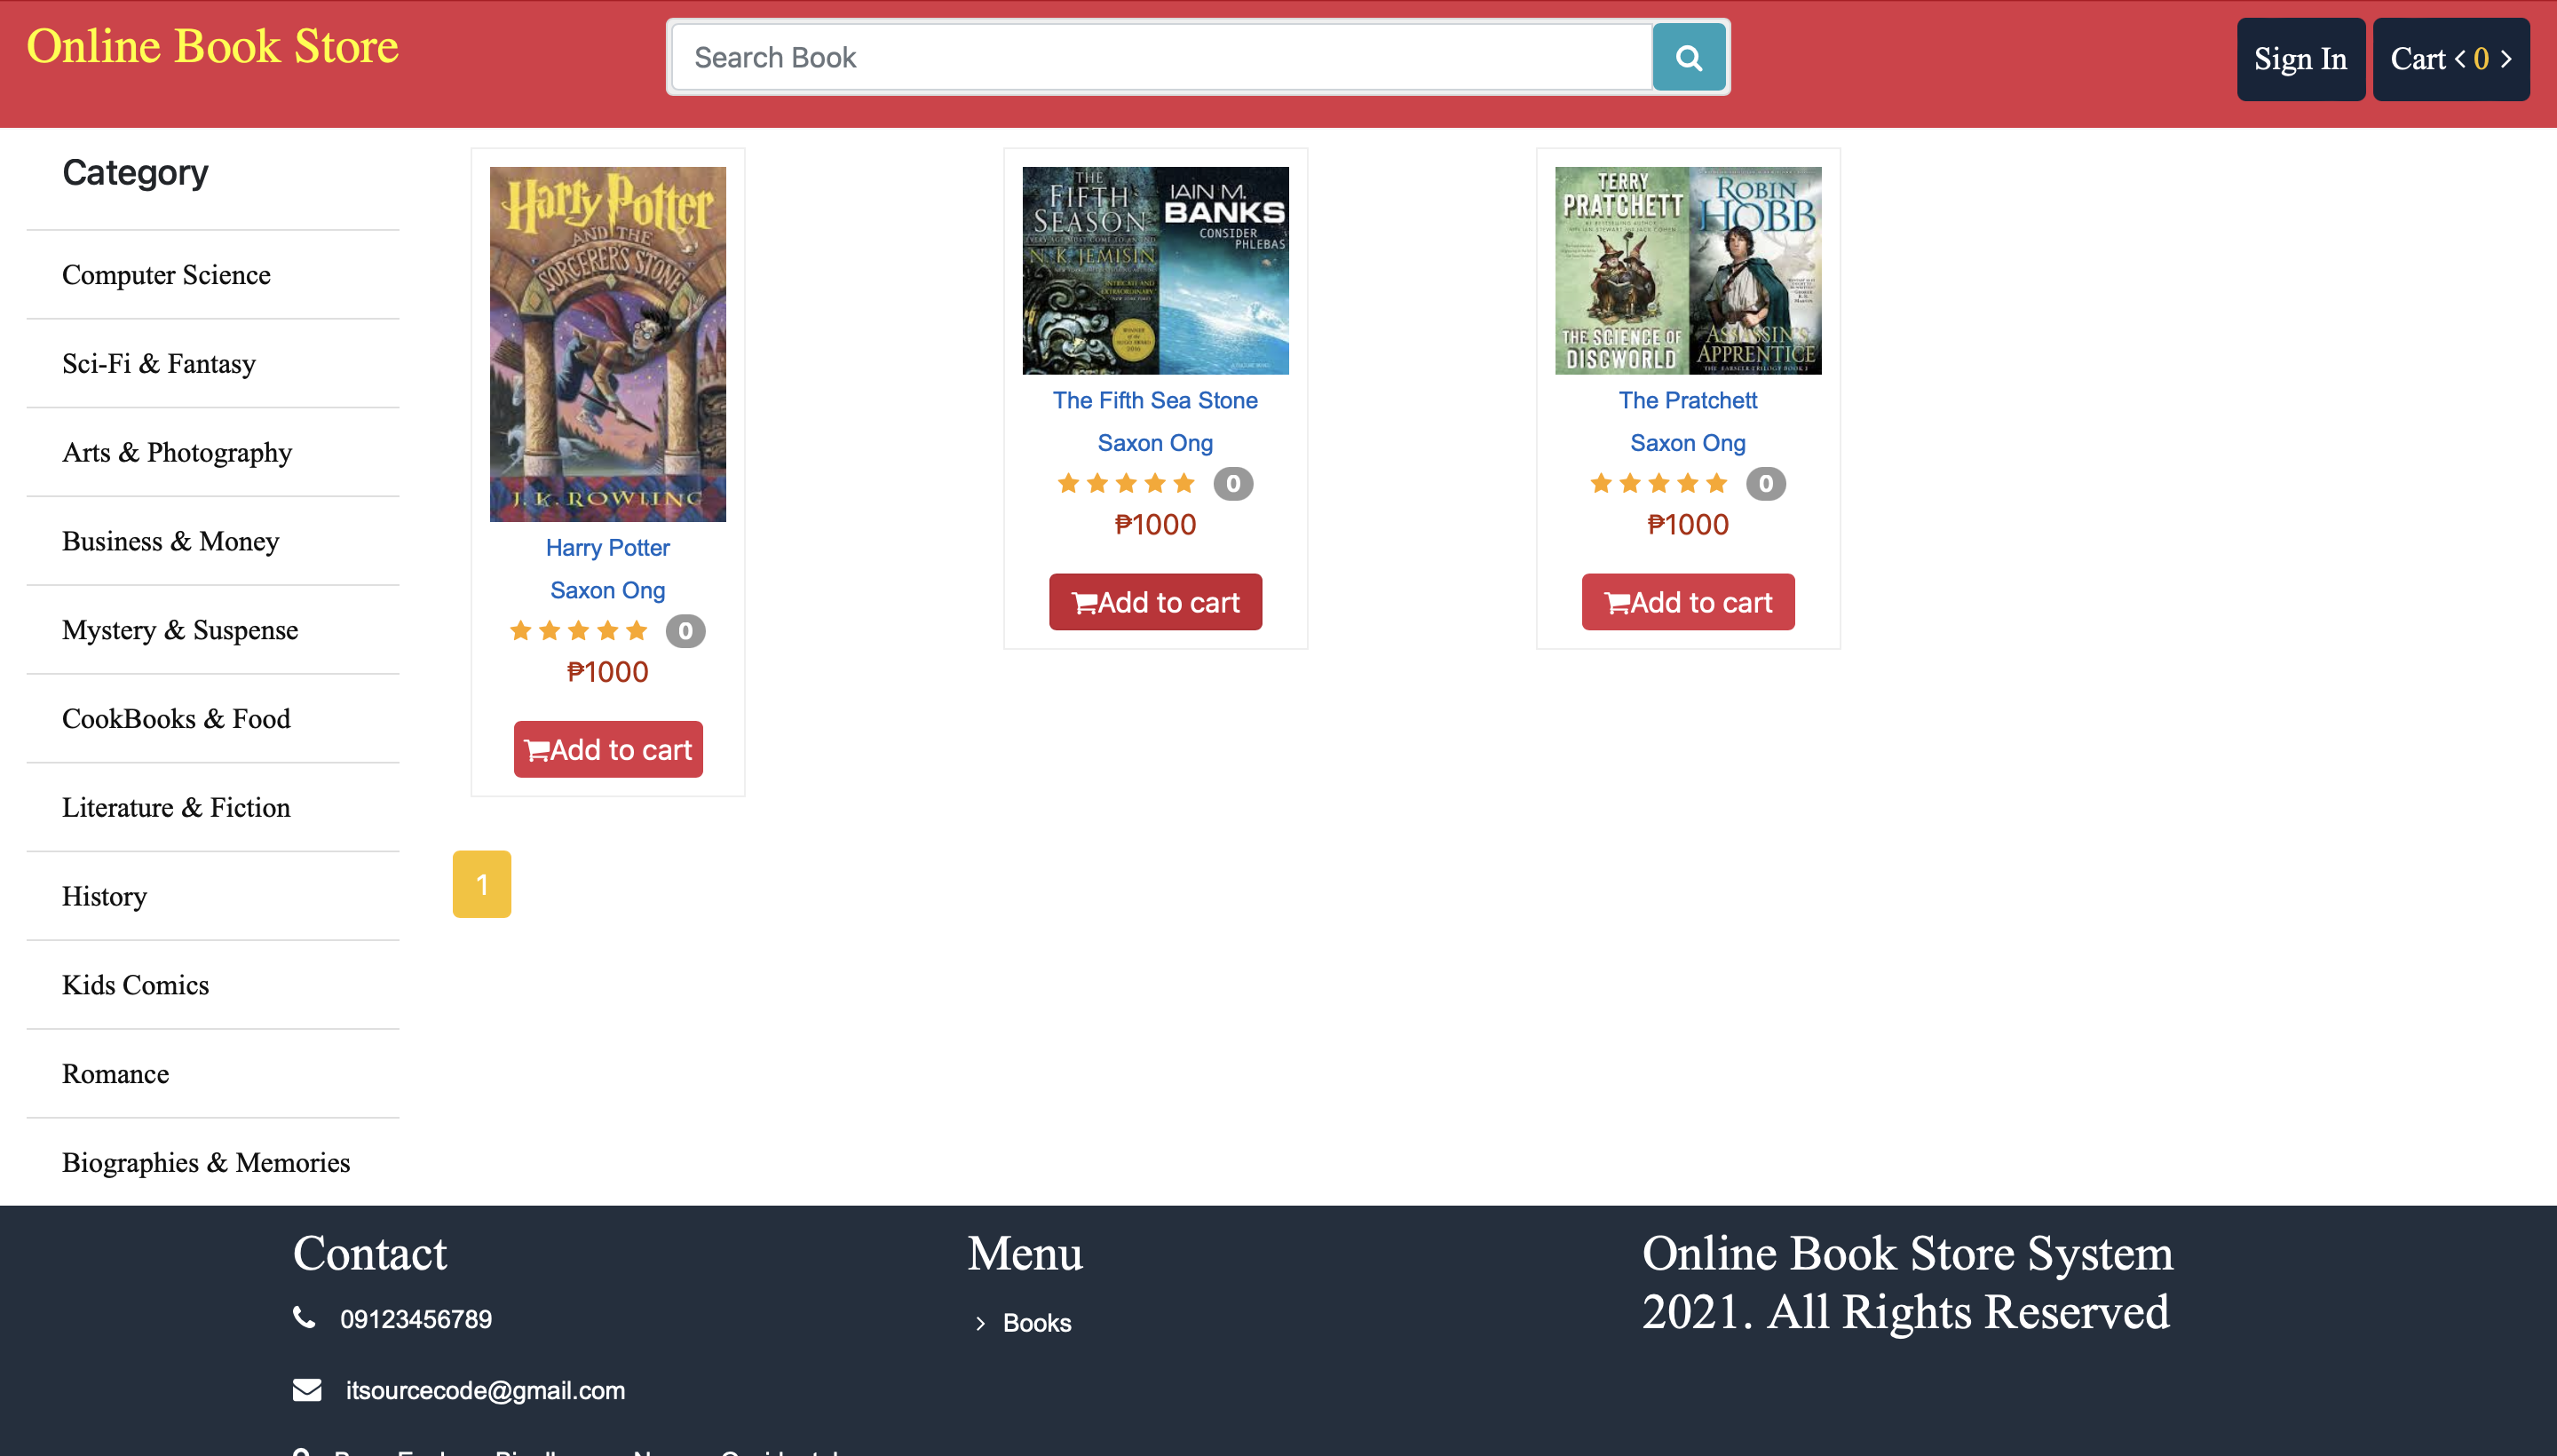 Online Book Store
Search Book
Sign In
Cart < 0 >
Category
Computer Science
Sci-Fi & Fantasy
Arts & Photography
Business & Money
Mystery & Suspense
CookBooks & Food
Literature & Fiction
History
Kids Comics
Romance
Biographies & Memories
Harry Potter
AND THE
SORCERER'S STONE
J. K. ROWLING
Harry Potter
Saxon Ong
0
₱1000
Add to cart
THE
FIFTH
SEASON
N. K. JEMISIN
IAIN M.
BANKS
CONSIDER
PHLEBAS
The Fifth Sea Stone
Saxon Ong
0
₱1000
Add to cart
TERRY
PRATCHETT
THE SCIENCE OF
DISCWORLD
ROBIN
HOBB
ASSASSIN'S
APPRENTICE
The Pratchett
Saxon Ong
0
₱1000
Add to cart
1
Contact
09123456789
itsourcecode@gmail.com
Menu
> Books
Online Book Store System
2021. All Rights Reserved